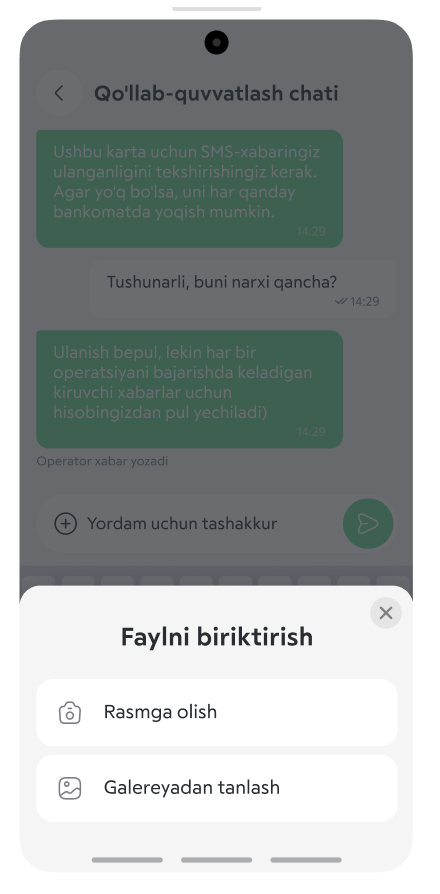 Qo'llab-quvvatlash chati
Ushbu karta uchun SMS-xabaringiz
ulanganligini tekshirishingiz kerak.
Agar yo'q bo'lsa, uni har qanday
bankomatda yoqish mumkin.
14:29
Tushunarli, buni narxi qancha?
14:29
Ulanish bepul, lekin har bir
operatsiyani bajarishda keladigan
kiruvchi xabarlar uchun
hisobingizdan pul yechiladi)
14:29
Operator xabar yozadi
Yordam uchun tashakkur
Faylni biriktirish
Rasmga olish
Galereyadan tanlash